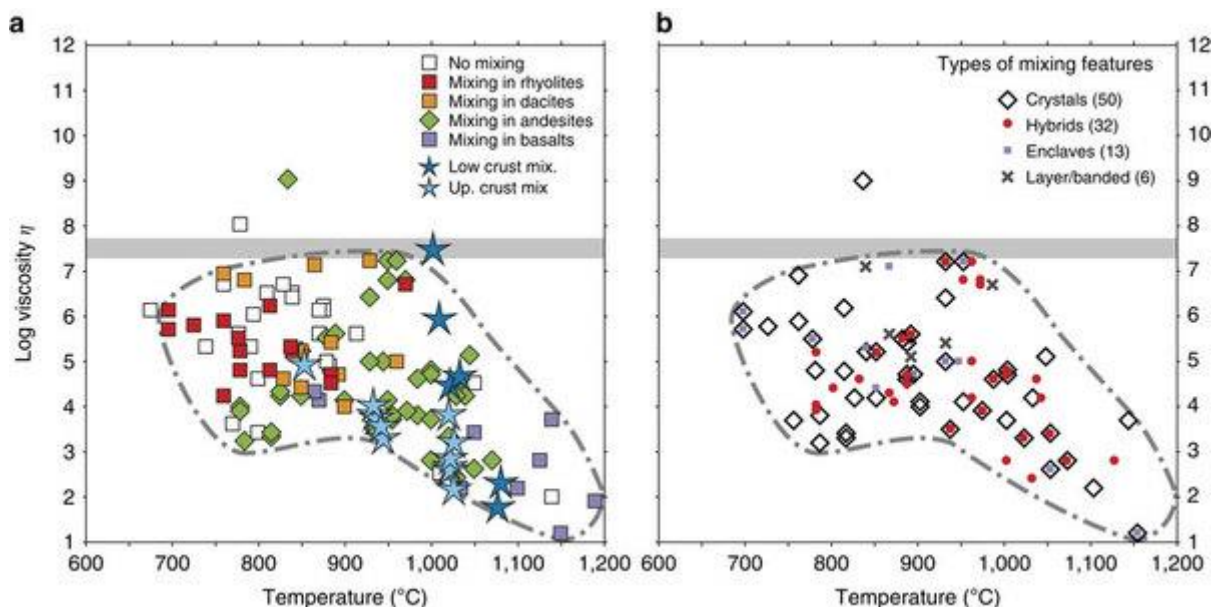 a
12
11
10
9
8
7
6
5
4
3
2
1
Log viscosity η
600 700 800 900 1,000 1,100 1,200
Temperature (°C)
No mixing
Mixing in rhyolites
Mixing in dacites
Mixing in andesites
Mixing in basalts
Low crust mix.
Up. crust mix
b
Types of mixing features
Crystals (50)
Hybrids (32)
Enclaves (13)
Layer/banded (6)
12
11
10
9
8
7
6
5
4
3
2
1
600 700 800 900 1,000 1,100 1,200
Temperature (°C)